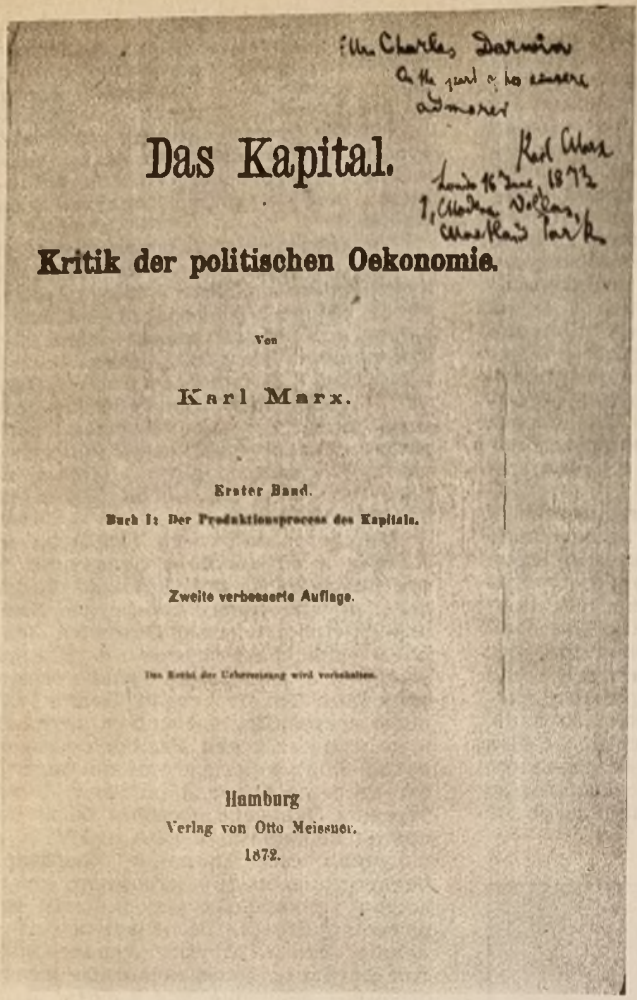 Mr. Charles Darwin
On the part of his sincere
admirer
Karl Marx
London 16 June, 1873
1, Modena Villas,
Maitland Park
Das Kapital.
Kritik der politischen Oekonomie.
Von
Karl Marx.
Erster Band.
Buch I: Der Produktionsprocess des Kapitals.
Zweite verbesserte Auflage.
Das Recht der Uebersetzung wird vorbehalten.
Hamburg
Verlag von Otto Meissner.
1872.